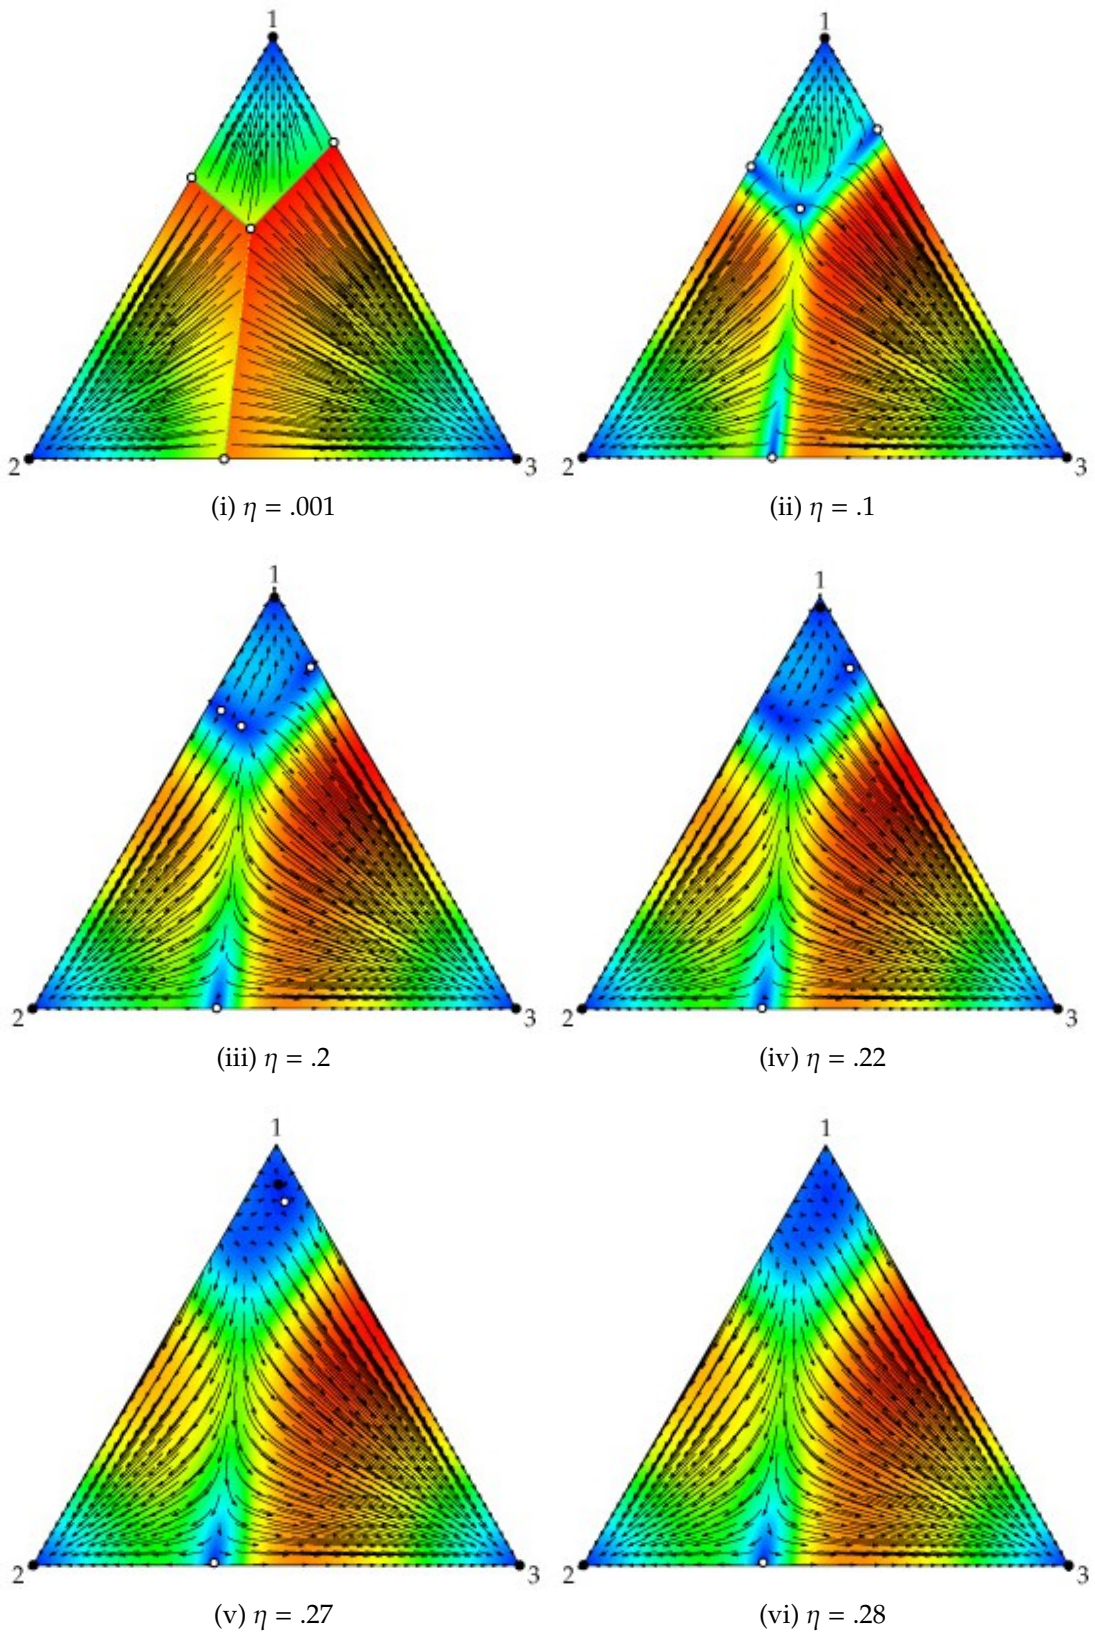 1 1
2 3 2 3
(i) η = .001 (ii) η = .1
1 1
2 3 2 3
(iii) η = .2 (iv) η = .22
1 1
2 3 2 3
(v) η = .27 (vi) η = .28